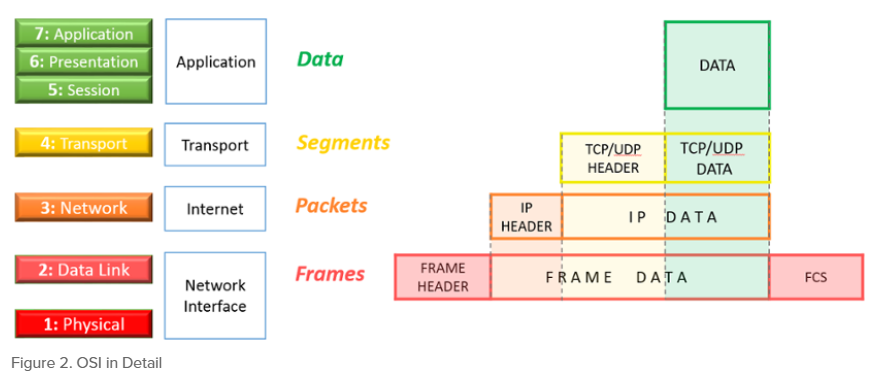 7: Application
6: Presentation
5: Session
Application
Data
DATA
4: Transport
Transport
Segments
TCP/UDP
HEADER
TCP/UDP
DATA
3: Network
Internet
Packets
IP
HEADER
IP DATA
2: Data Link
1: Physical
Network
Interface
Frames
FRAME
HEADER
FRAME DATA
FCS
Figure 2. OSI in Detail